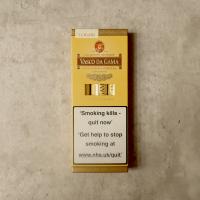 VASCO DA GAMA
'Smoking kills -
quit now'
'Get help to stop
smoking at
www.nhs.uk/quit'